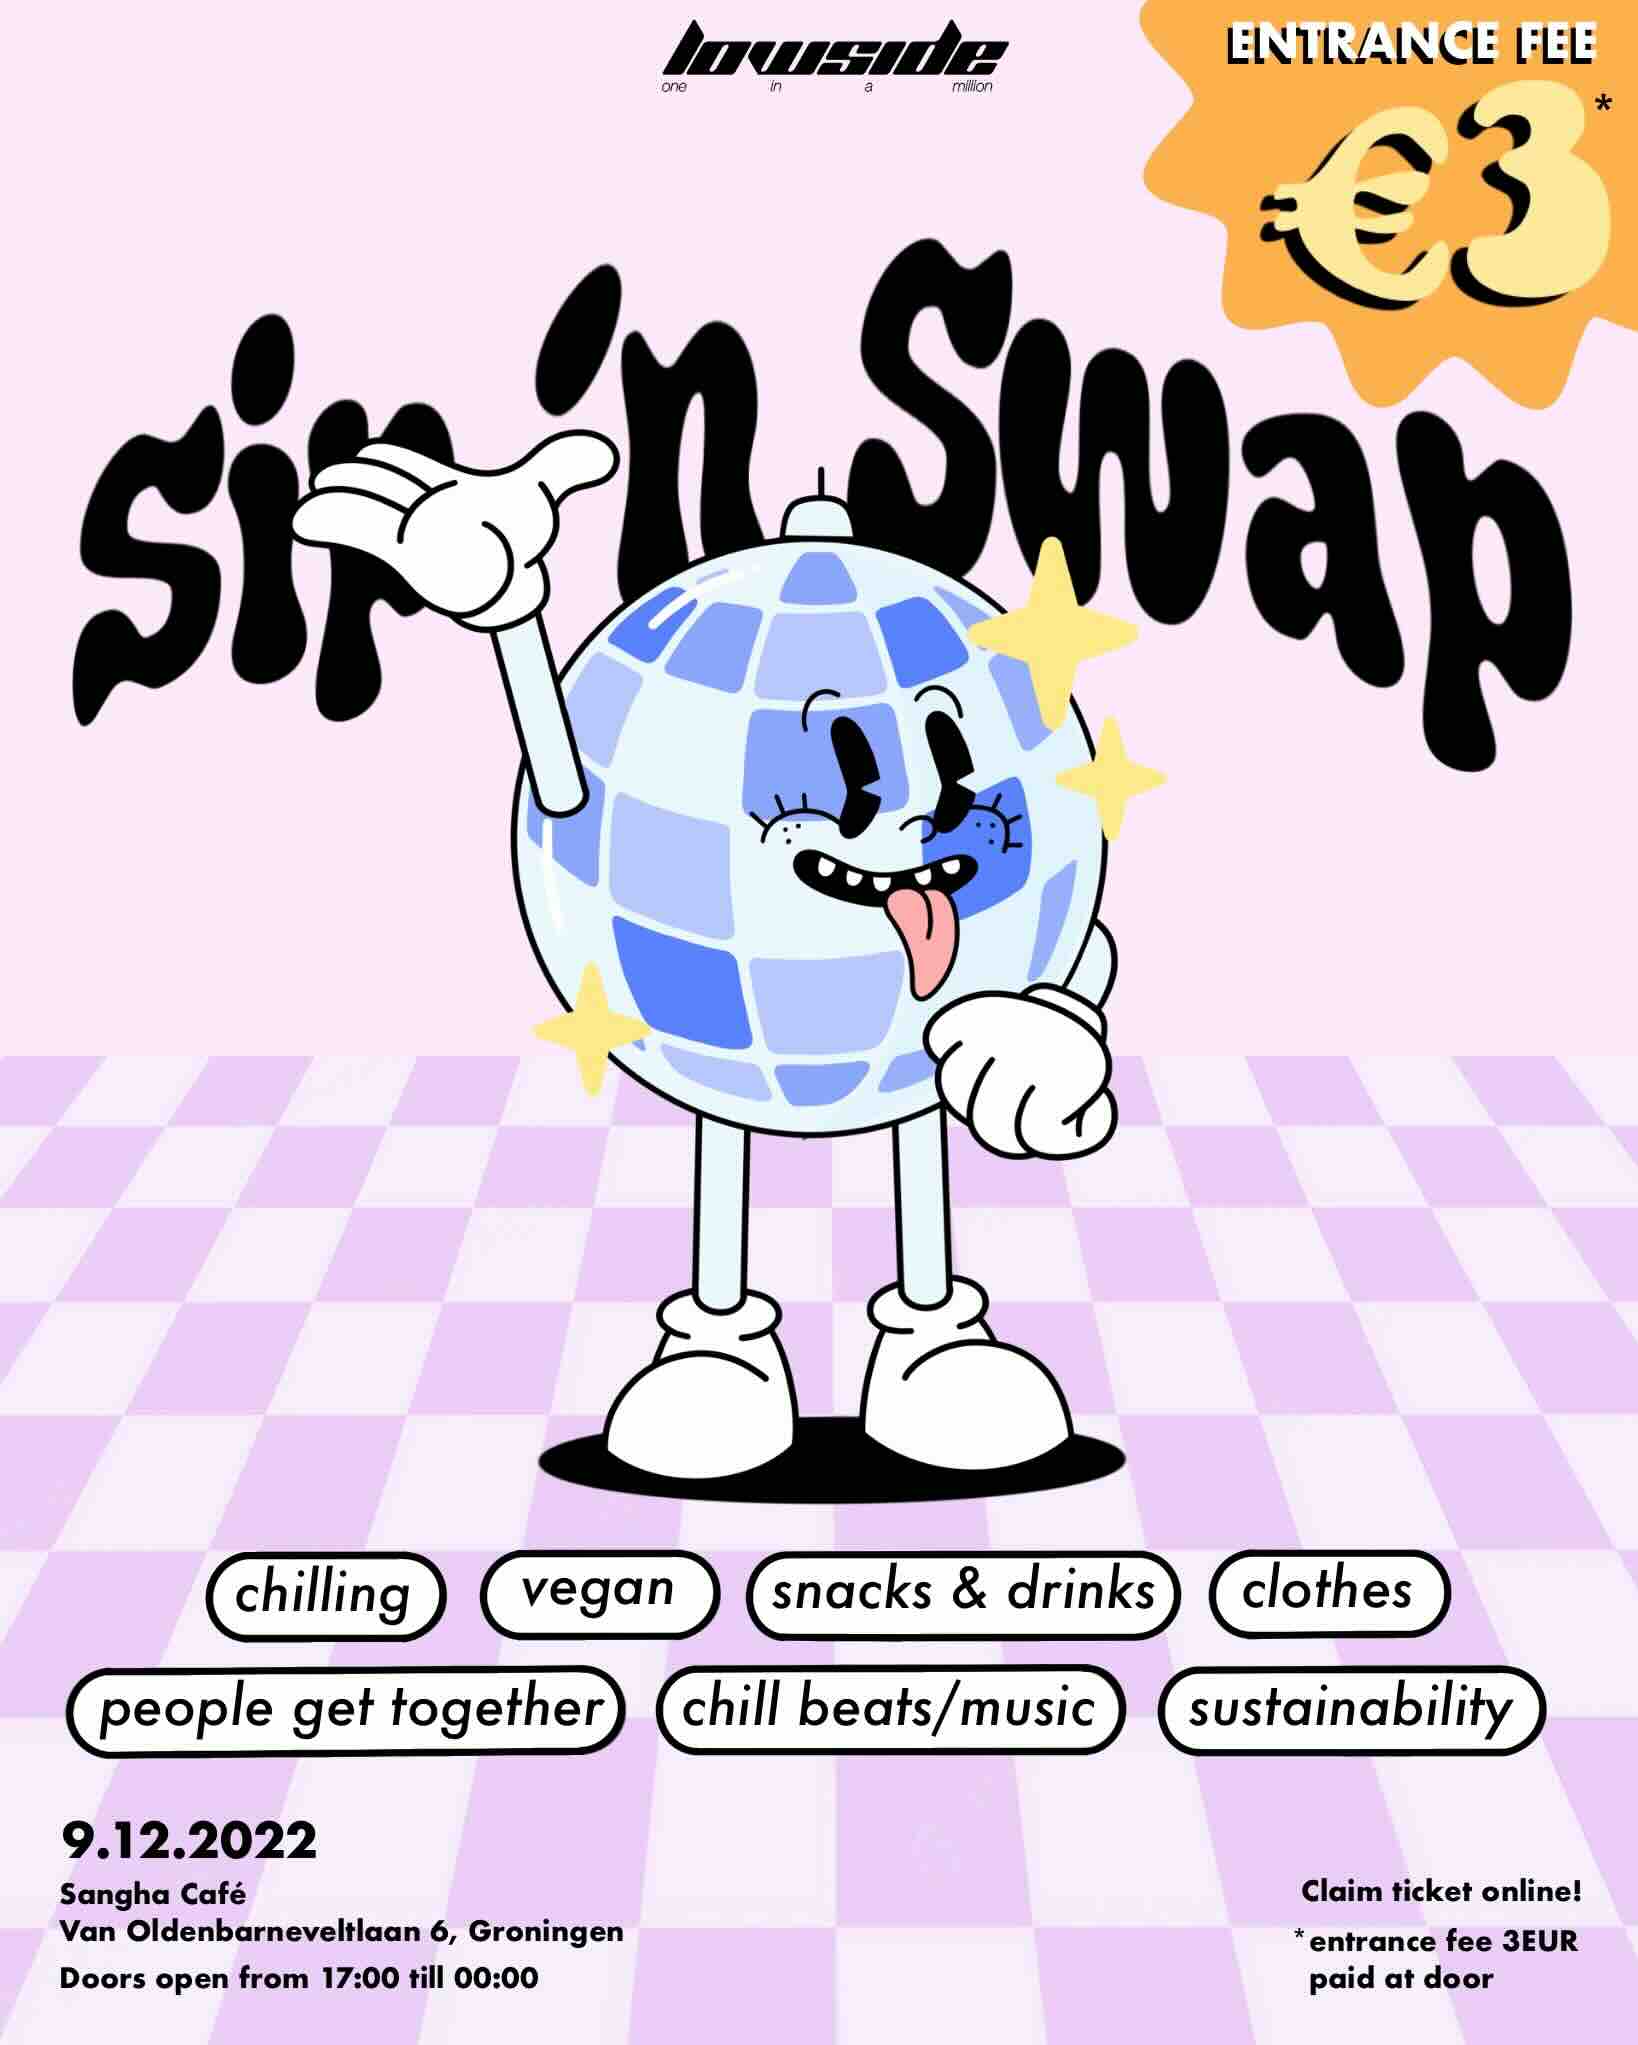 lowside
one in a million
ENTRANCE FEE
€3*
Sip 'n Swap
chilling
vegan
snacks & drinks
clothes
people get together
chill beats/music
sustainability
9.12.2022
Sangha Café
Van Oldenbarneveltlaan 6, Groningen
Doors open from 17:00 till 00:00
Claim ticket online!
*entrance fee 3EUR
paid at door